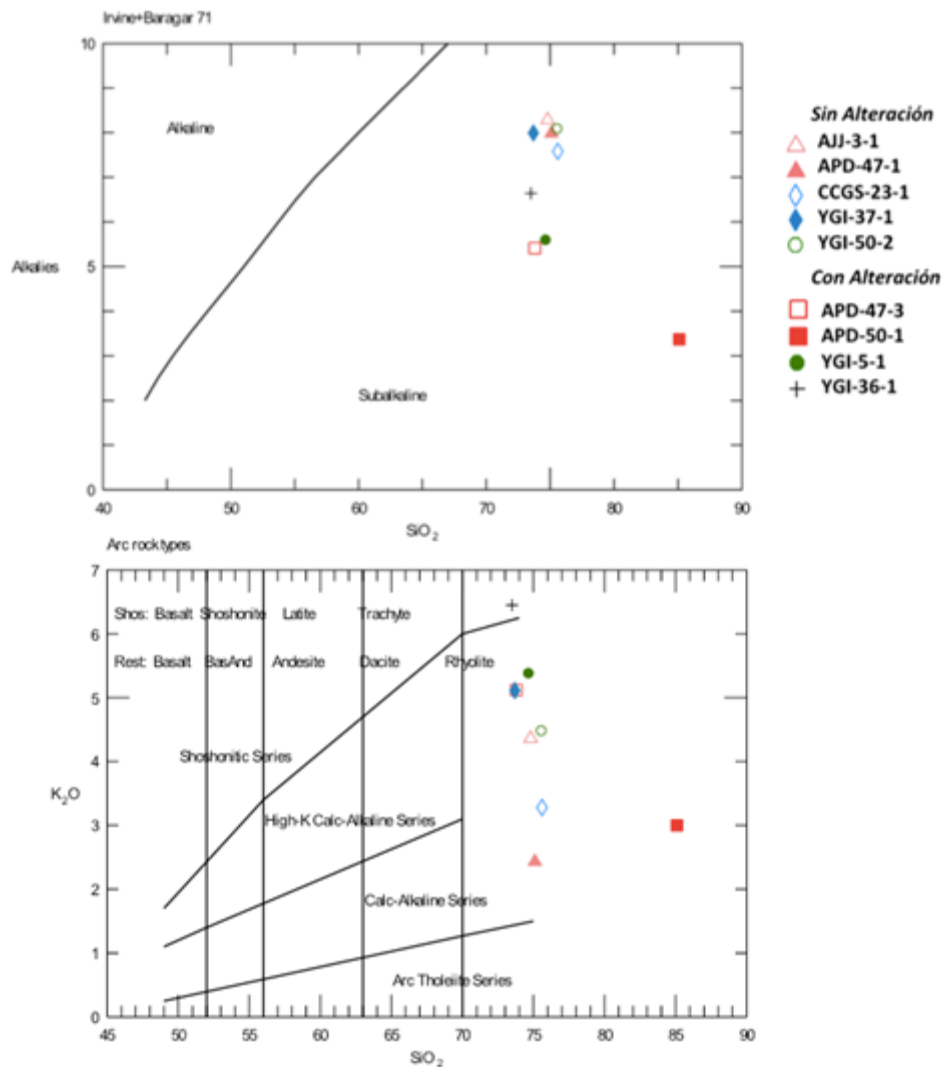 Irvine+Baragar 71
10
Alkaline
Alkalies
5
Subalkaline
0
40
50
60
70
80
90
SiO2
Sin Alteración
AJJ-3-1
APD-47-1
CCGS-23-1
YGI-37-1
YGI-50-2
Con Alteración
APD-47-3
APD-50-1
YGI-5-1
YGI-36-1
Arc rocktypes
7
Shos: Basalt Shoshonite Latite Trachyte
6
Rest: Basalt BasAnd Andesite Dacite Rhyolite
5
Shoshonitic Series
4
K2O
High-K Calc-Alkaline Series
3
2
Calc-Alkaline Series
1
Arc Tholeiite Series
0
45
50
55
60
65
70
75
80
85
90
SiO2